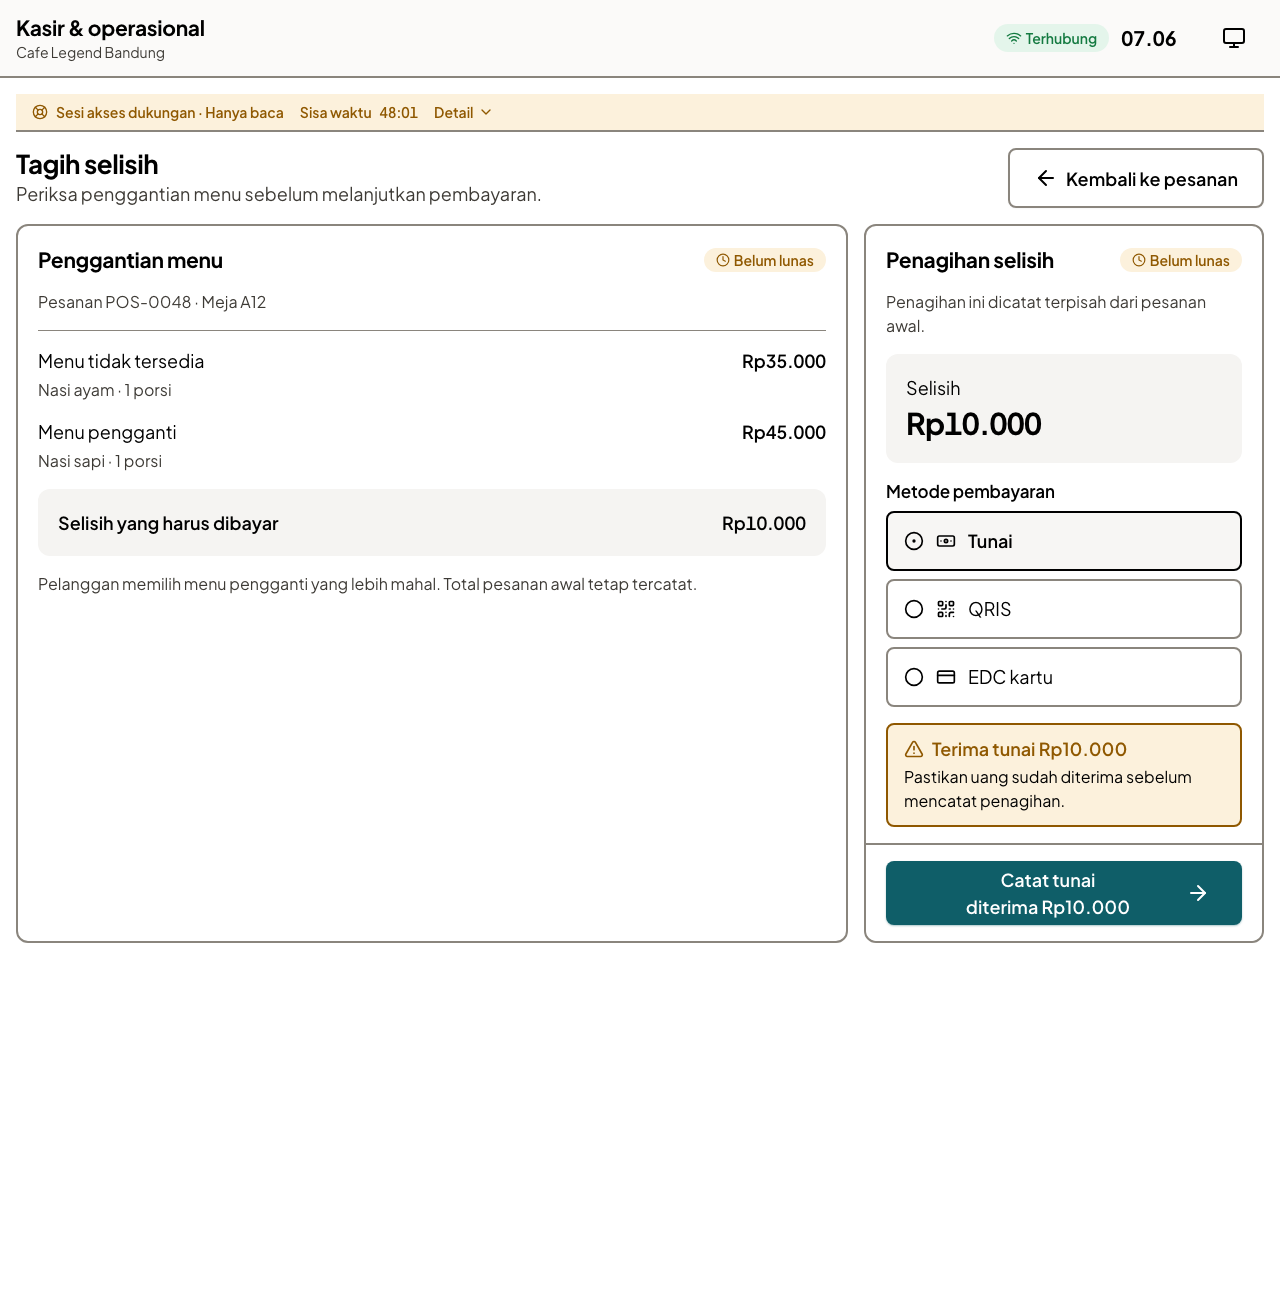 Kasir & operasional
Cafe Legend Bandung
Terhubung
07.06
Sesi akses dukungan · Hanya baca Sisa waktu 48:01 Detail
Tagih selisih
Periksa penggantian menu sebelum melanjutkan pembayaran.
Kembali ke pesanan
Penggantian menu
Belum lunas
Pesanan POS-0048 · Meja A12
Menu tidak tersedia
Rp35.000
Nasi ayam · 1 porsi
Menu pengganti
Rp45.000
Nasi sapi · 1 porsi
Selisih yang harus dibayar
Rp10.000
Pelanggan memilih menu pengganti yang lebih mahal. Total pesanan awal tetap tercatat.
Penagihan selisih
Belum lunas
Penagihan ini dicatat terpisah dari pesanan
awal.
Selisih
Rp10.000
Metode pembayaran
Tunai
QRIS
EDC kartu
Terima tunai Rp10.000
Pastikan uang sudah diterima sebelum
mencatat penagihan.
Catat tunai
diterima Rp10.000